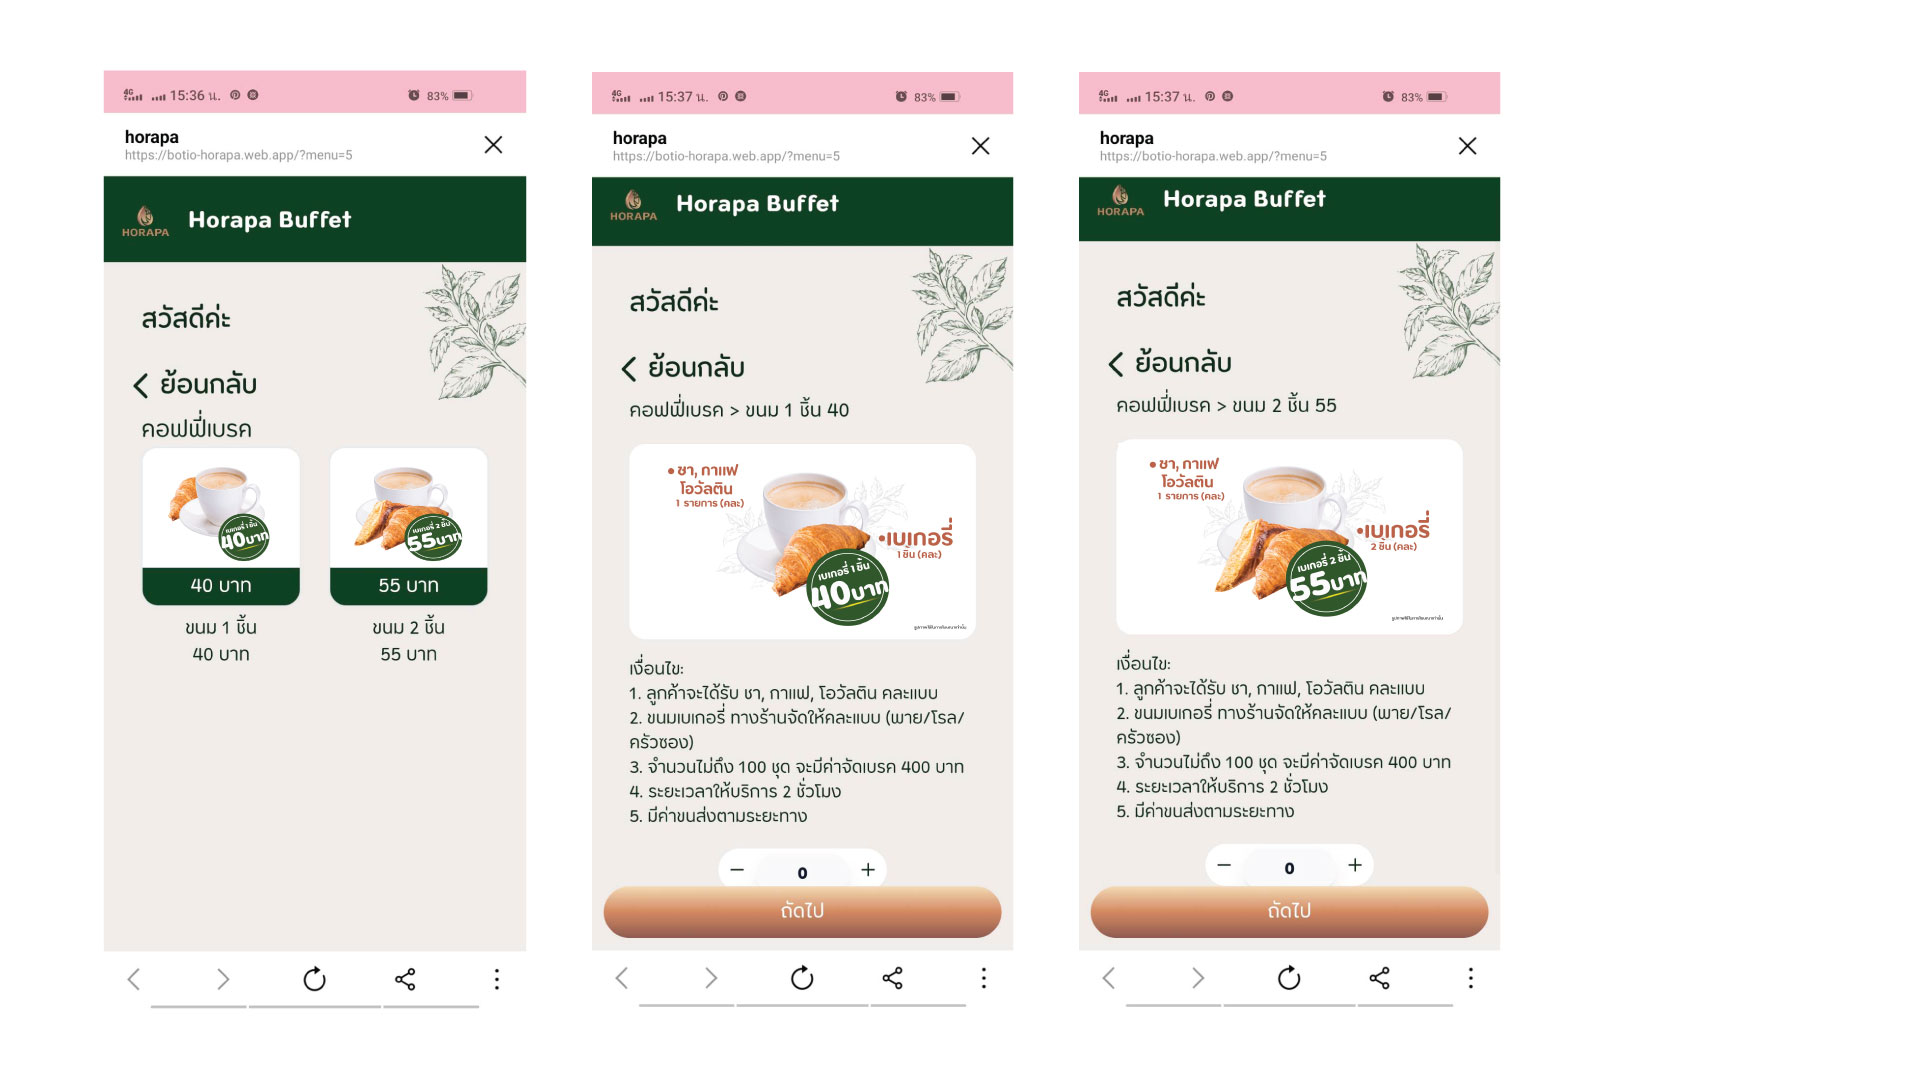 4G 15:36 น. 83%
horapa
https://botio-horapa.web.app/?menu=5
HORAPA
Horapa Buffet
สวัสดีค่ะ
ย้อนกลับ
คอฟฟี่เบรค
เบเกอรี่ 1 ชิ้น
40บาท
40 บาท
ขนม 1 ชิ้น
40 บาท
เบเกอรี่ 2 ชิ้น
55บาท
55 บาท
ขนม 2 ชิ้น
55 บาท
4G 15:37 น. 83%
horapa
https://botio-horapa.web.app/?menu=5
HORAPA
Horapa Buffet
สวัสดีค่ะ
ย้อนกลับ
คอฟฟี่เบรค > ขนม 1 ชิ้น 40
• ชา, กาแฟ
โอวัลติน
1 รายการ (คละ)
•เบเกอรี่
1 ชิ้น (คละ)
เบเกอรี่ 1 ชิ้น
40บาท
เงื่อนไข:
1. ลูกค้าจะได้รับ ชา, กาแฟ, โอวัลติน คละแบบ
2. ขนมเบเกอรี่ ทางร้านจัดให้คละแบบ (พาย/โรล/
ครัวซอง)
3. จำนวนไม่ถึง 100 ชุด จะมีค่าจัดเบรค 400 บาท
4. ระยะเวลาให้บริการ 2 ชั่วโมง
5. มีค่าขนส่งตามระยะทาง
− 0 +
ถัดไป
4G 15:37 น. 83%
horapa
https://botio-horapa.web.app/?menu=5
HORAPA
Horapa Buffet
สวัสดีค่ะ
ย้อนกลับ
คอฟฟี่เบรค > ขนม 2 ชิ้น 55
• ชา, กาแฟ
โอวัลติน
1 รายการ (คละ)
•เบเกอรี่
2 ชิ้น (คละ)
เบเกอรี่ 2 ชิ้น
55บาท
เงื่อนไข:
1. ลูกค้าจะได้รับ ชา, กาแฟ, โอวัลติน คละแบบ
2. ขนมเบเกอรี่ ทางร้านจัดให้คละแบบ (พาย/โรล/
ครัวซอง)
3. จำนวนไม่ถึง 100 ชุด จะมีค่าจัดเบรค 400 บาท
4. ระยะเวลาให้บริการ 2 ชั่วโมง
5. มีค่าขนส่งตามระยะทาง
− 0 +
ถัดไป